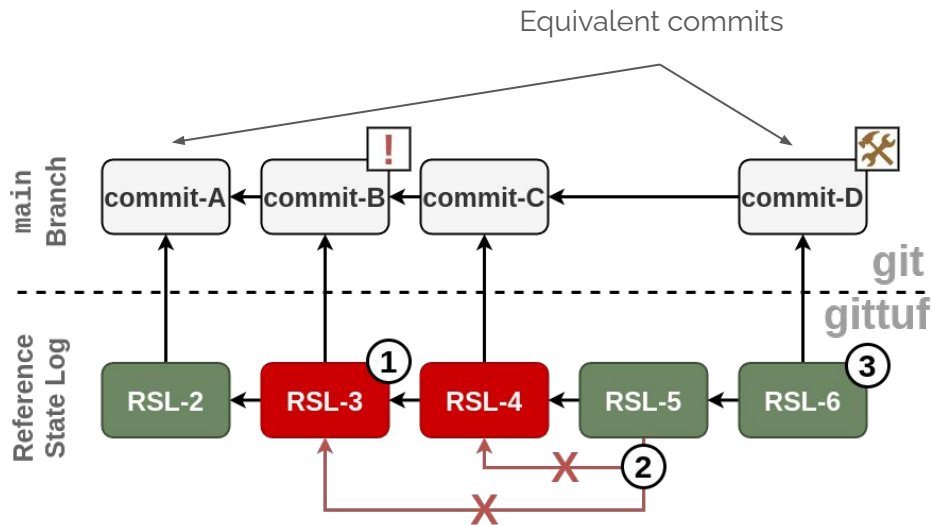 Equivalent commits
!
main
Branch
commit-A
commit-B
commit-C
commit-D
git
gittuf
Reference
State Log
1
3
RSL-2
RSL-3
RSL-4
RSL-5
RSL-6
X
2
X